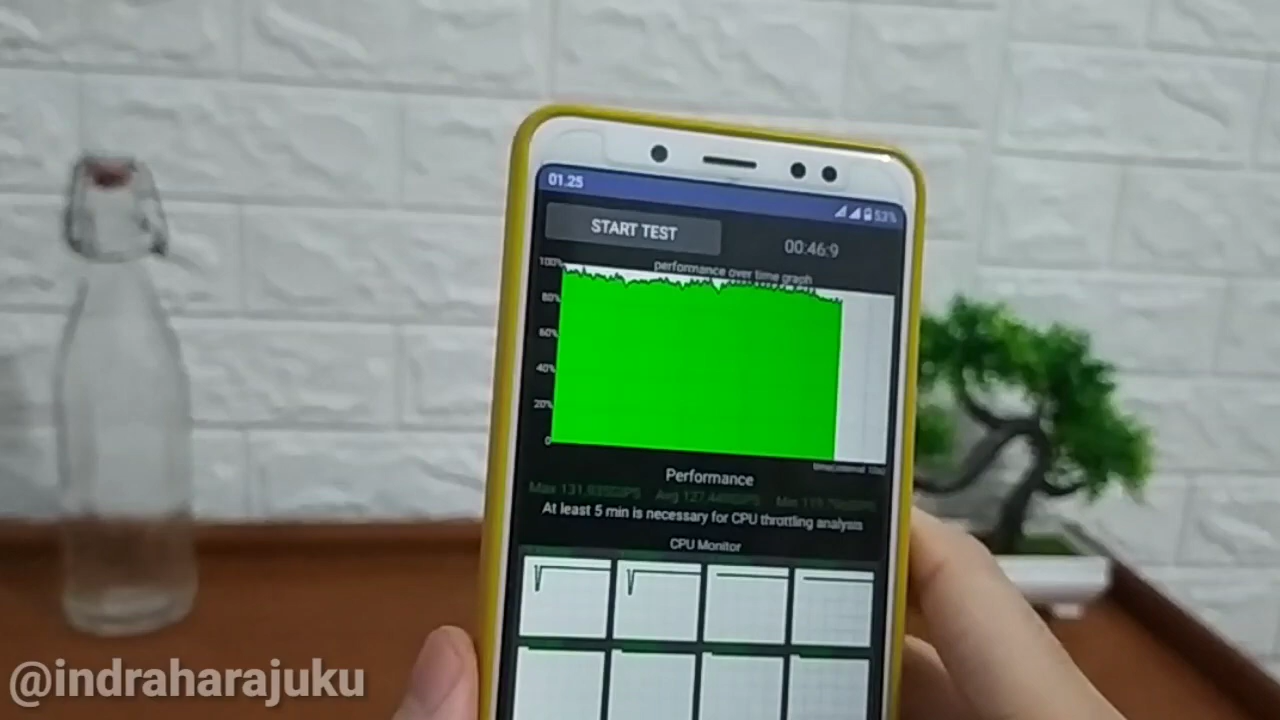 01.25
53%
START TEST
00:46:9
performance over time graph
100%
80%
60%
40%
20%
0
Performance
At least 5 min is necessary for CPU throttling analysis
CPU Monitor
@indraharajuku